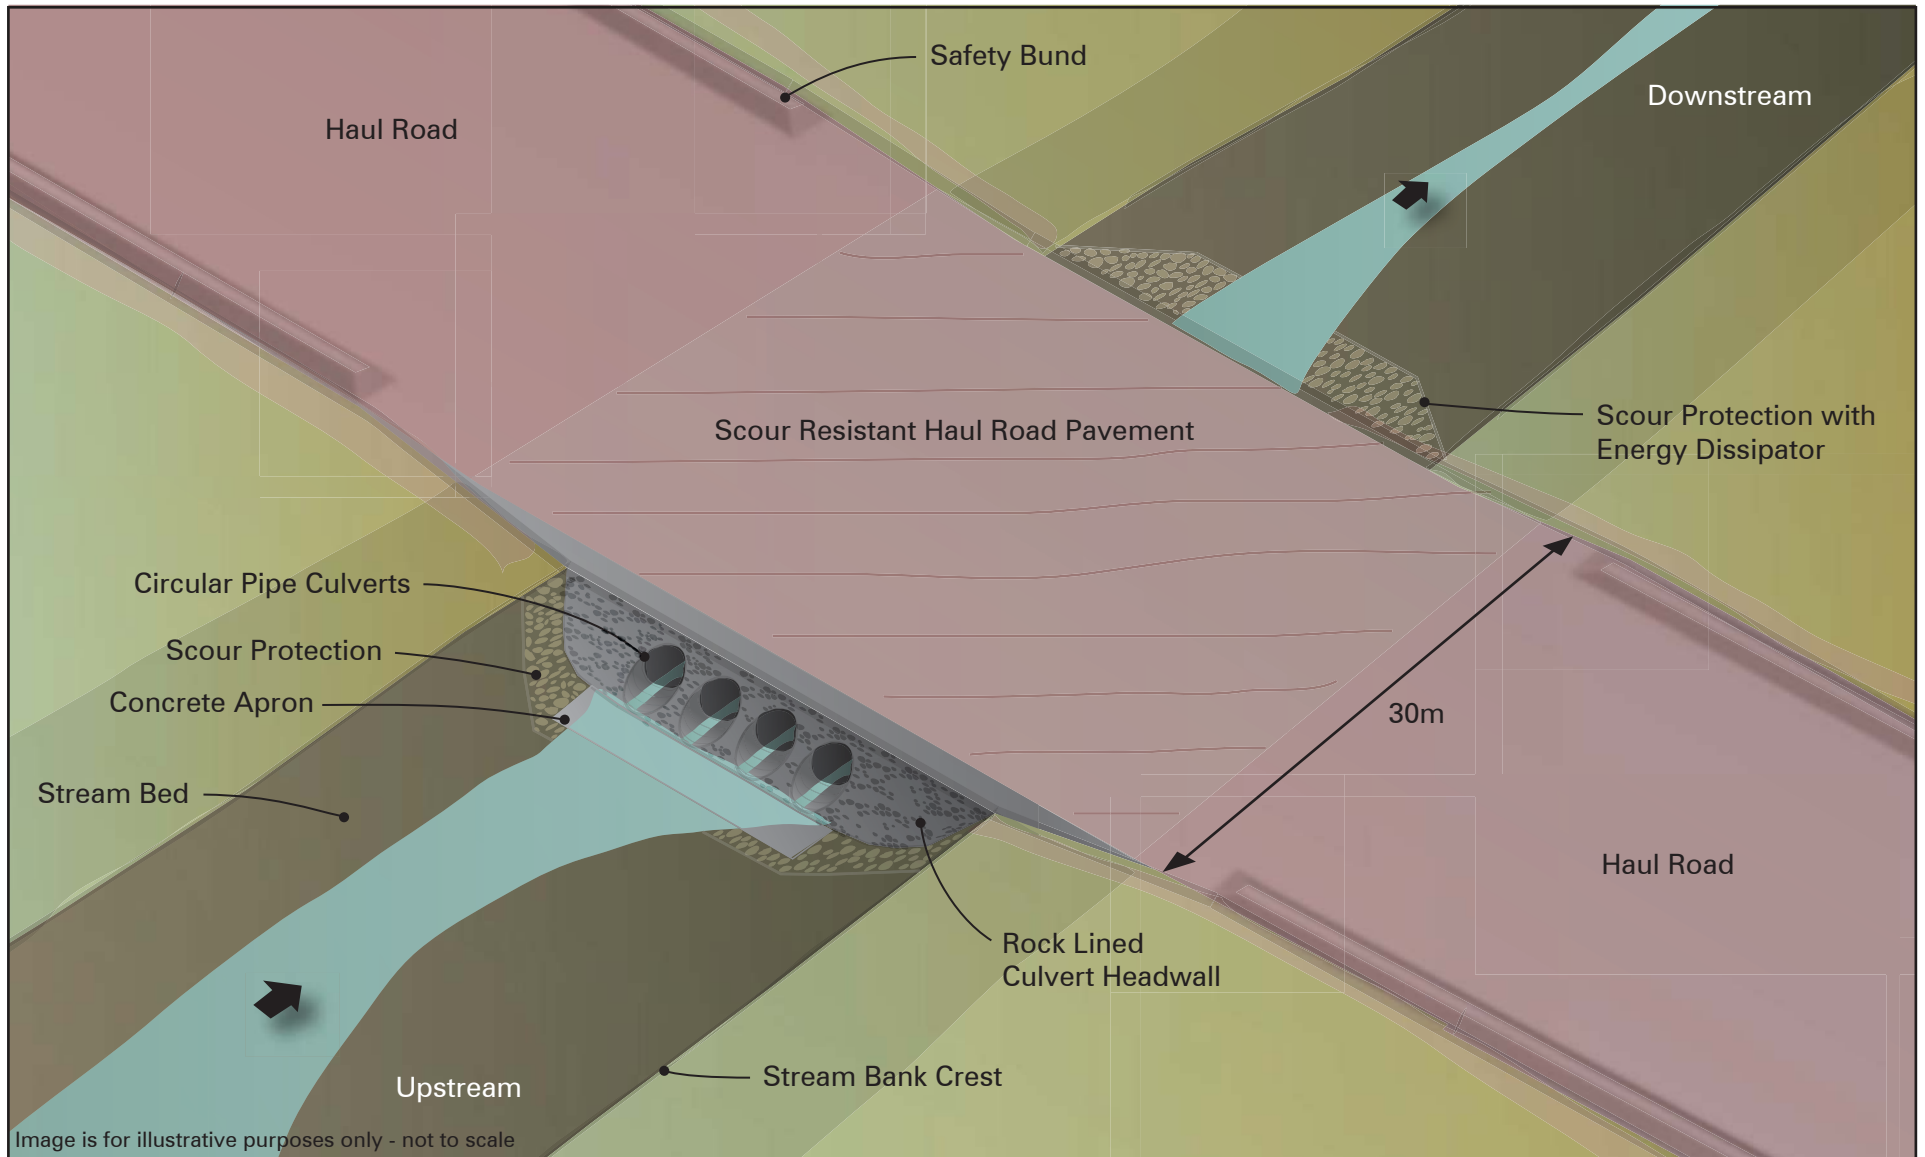 Safety Bund
Downstream
Haul Road
Scour Resistant Haul Road Pavement
Scour Protection with
Energy Dissipator
Circular Pipe Culverts
Scour Protection
Concrete Apron
30m
Stream Bed
Haul Road
Rock Lined
Culvert Headwall
Stream Bank Crest
Upstream
Image is for illustrative purposes only - not to scale